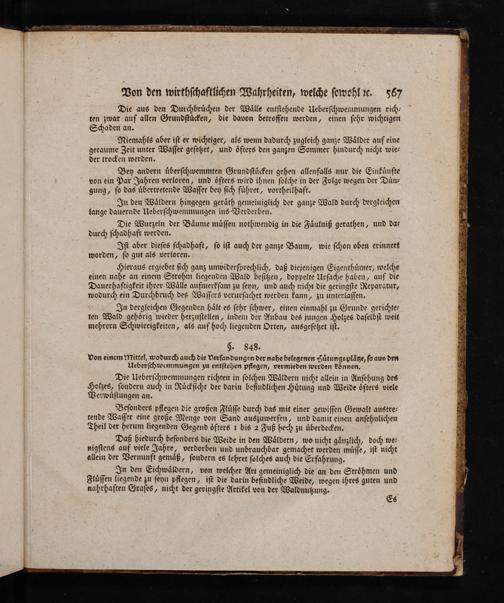 Von den wirthschaftlichen Wahrheiten, welche sowohl ꝛc. 567
Die aus den Durchbrüchen der Wälle entstehende Ueberschwemmungen rich-
ten zwar auf allen Grundstücken, die davon betroffen werden, einen sehr wichtigen
Schaden an.
Niemahls aber ist er wichtiger, als wenn dadurch zugleich ganze Wälder auf eine
geraume Zeit unter Wasser gesetzet, und öfters den ganzen Sommer hindurch nicht wie-
der trocken werden.
Bey andern überschwemmten Grundstücken gehen allenfalls nur die Einkünfte
von ein Par Jahren verloren, und öfters wird ihnen solche in der Folge wegen der Dün-
gung, so das übertretende Wasser bey sich führet, vortheilhaft.
In den Wäldern hingegen geräth gemeiniglich der ganze Wald durch dergleichen
lange dauernde Ueberschwemmungen ins Verderben.
Die Wurzeln der Bäume müssen nothwendig in die Fäulniß gerathen, und da-
durch schadhaft werden.
Ist aber dieses schadhaft, so ist auch der ganze Baum, wie schon oben erinnert
worden, so gut als verloren.
Hieraus ergiebet sich ganz unwidersprechlich, daß diejenigen Eigenthümer, welche
einen nahe an einem Strohm liegenden Wald besitzen, doppelte Ursache haben, auf die
Dauerhaftigkeit ihrer Wälle aufmerksam zu seyn, und auch nicht die geringste Reparatur,
wodurch ein Durchbruch des Wassers verursachet werden kann, zu unterlassen.
In dergleichen Gegenden hält es sehr schwer, einen einmahl zu Grunde gerichte-
ten Wald gehörig wieder herzustellen, indem der Anbau des jungen Holzes daselbst weit
mehrern Schwierigkeiten, als auf hoch liegenden Orten, ausgesetzt ist.
§. 848.
Von einem Mittel, wodurch auch die Versandungen der nahe belegenen Hütungsplätze, so aus den
Ueberschwemmungen zu entstehen pflegen, vermieden werden können.
Die Ueberschwemmungen richten in solchen Wäldern nicht allein in Ansehung des
Holzes, sondern auch in Rücksicht der darin befindlichen Hütung und Weide öfters viele
Verwüstungen an.
Besonders pflegen die großen Flüsse durch das mit einer gewissen Gewalt austre-
tende Wasser eine große Menge von Sand auszuwerfen, und damit einen ansehnlichen
Theil der herum liegenden Gegend öfters 1 bis 2 Fuß hoch zu überdecken.
Daß hiedurch besonders die Weide in den Wäldern, wo nicht gänzlich, doch we-
nigstens auf viele Jahre, verdorben und unbrauchbar gemachet werden müsse, ist nicht
allein der Vernunft gemäß, sondern es lehret solches auch die Erfahrung.
In den Eichwäldern, von welcher Art gemeiniglich die an den Ströhmen und
Flüssen liegende zu seyn pflegen, ist die darin befindliche Weide, wegen ihres guten und
nahrhaften Grases, nicht der geringste Artikel von der Waldnutzung.
Es